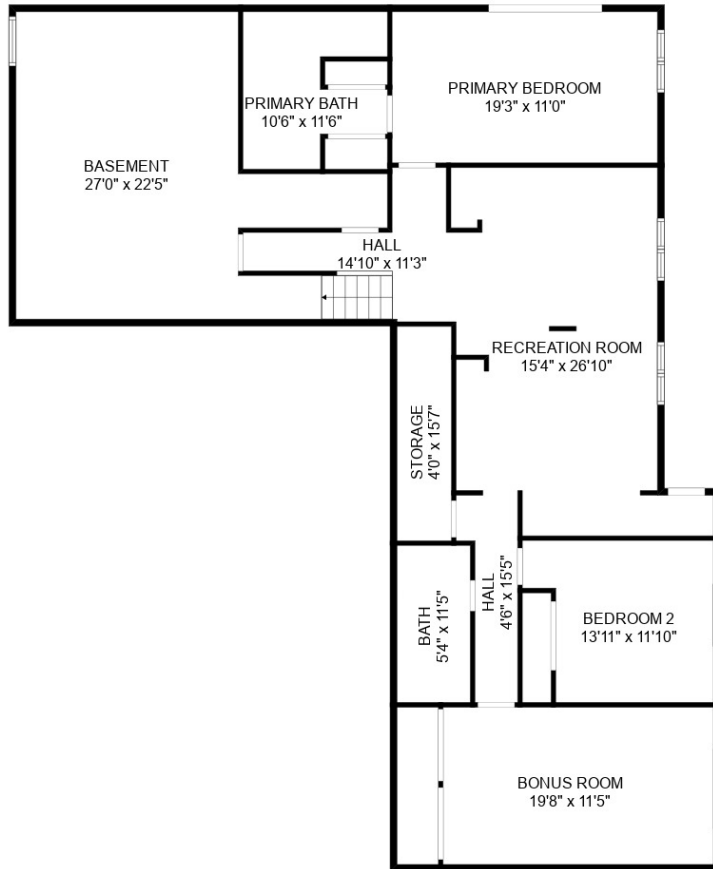 PRIMARY BEDROOM
19'3" x 11'0"
PRIMARY BATH
10'6" x 11'6"
BASEMENT
27'0" x 22'5"
HALL
14'10" x 11'3"
RECREATION ROOM
15'4" x 26'10"
STORAGE
4'0" x 15'7"
HALL
4'6" x 15'5"
BATH
5'4" x 11'5"
BEDROOM 2
13'11" x 11'10"
BONUS ROOM
19'8" x 11'5"